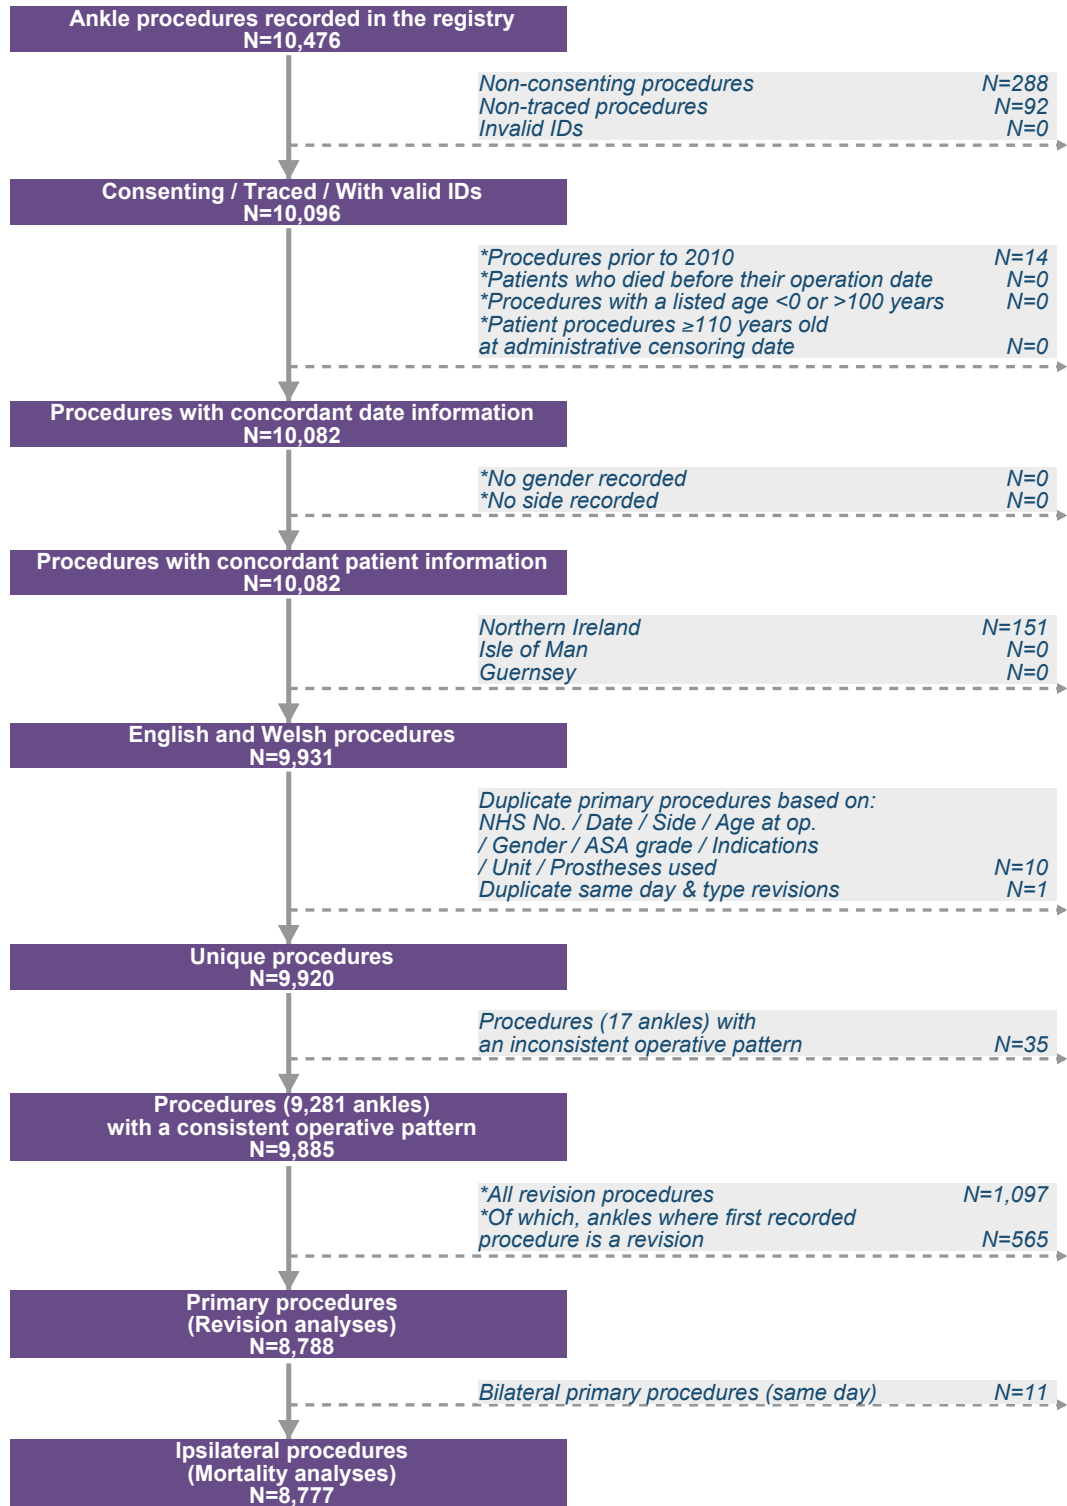 Ankle procedures recorded in the registry
N=10,476
Non-consenting procedures N=288
Non-traced procedures N=92
Invalid IDs N=0
Consenting / Traced / With valid IDs
N=10,096
*Procedures prior to 2010 N=14
*Patients who died before their operation date N=0
*Procedures with a listed age <0 or >100 years N=0
*Patient procedures ≥110 years old
at administrative censoring date N=0
Procedures with concordant date information
N=10,082
*No gender recorded N=0
*No side recorded N=0
Procedures with concordant patient information
N=10,082
Northern Ireland N=151
Isle of Man N=0
Guernsey N=0
English and Welsh procedures
N=9,931
Duplicate primary procedures based on:
NHS No. / Date / Side / Age at op.
/ Gender / ASA grade / Indications
/ Unit / Prostheses used N=10
Duplicate same day & type revisions N=1
Unique procedures
N=9,920
Procedures (17 ankles) with
an inconsistent operative pattern N=35
Procedures (9,281 ankles)
with a consistent operative pattern
N=9,885
*All revision procedures N=1,097
*Of which, ankles where first recorded
procedure is a revision N=565
Primary procedures
(Revision analyses)
N=8,788
Bilateral primary procedures (same day) N=11
Ipsilateral procedures
(Mortality analyses)
N=8,777